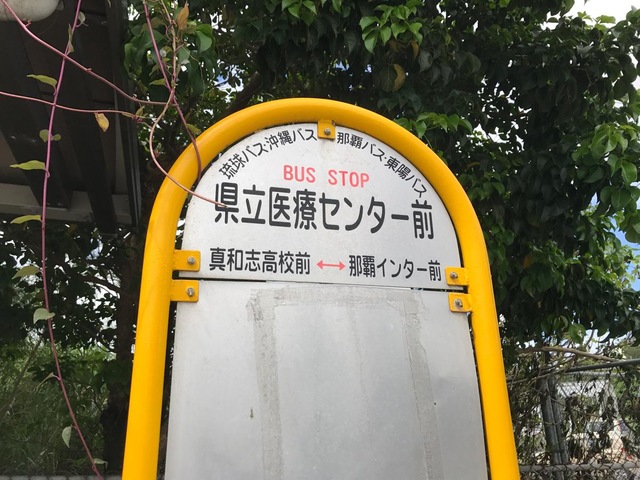 琉球バス・沖縄バス 那覇バス・東陽バス
BUS STOP
県立医療センター前
真和志高校前 ↔ 那覇インター前